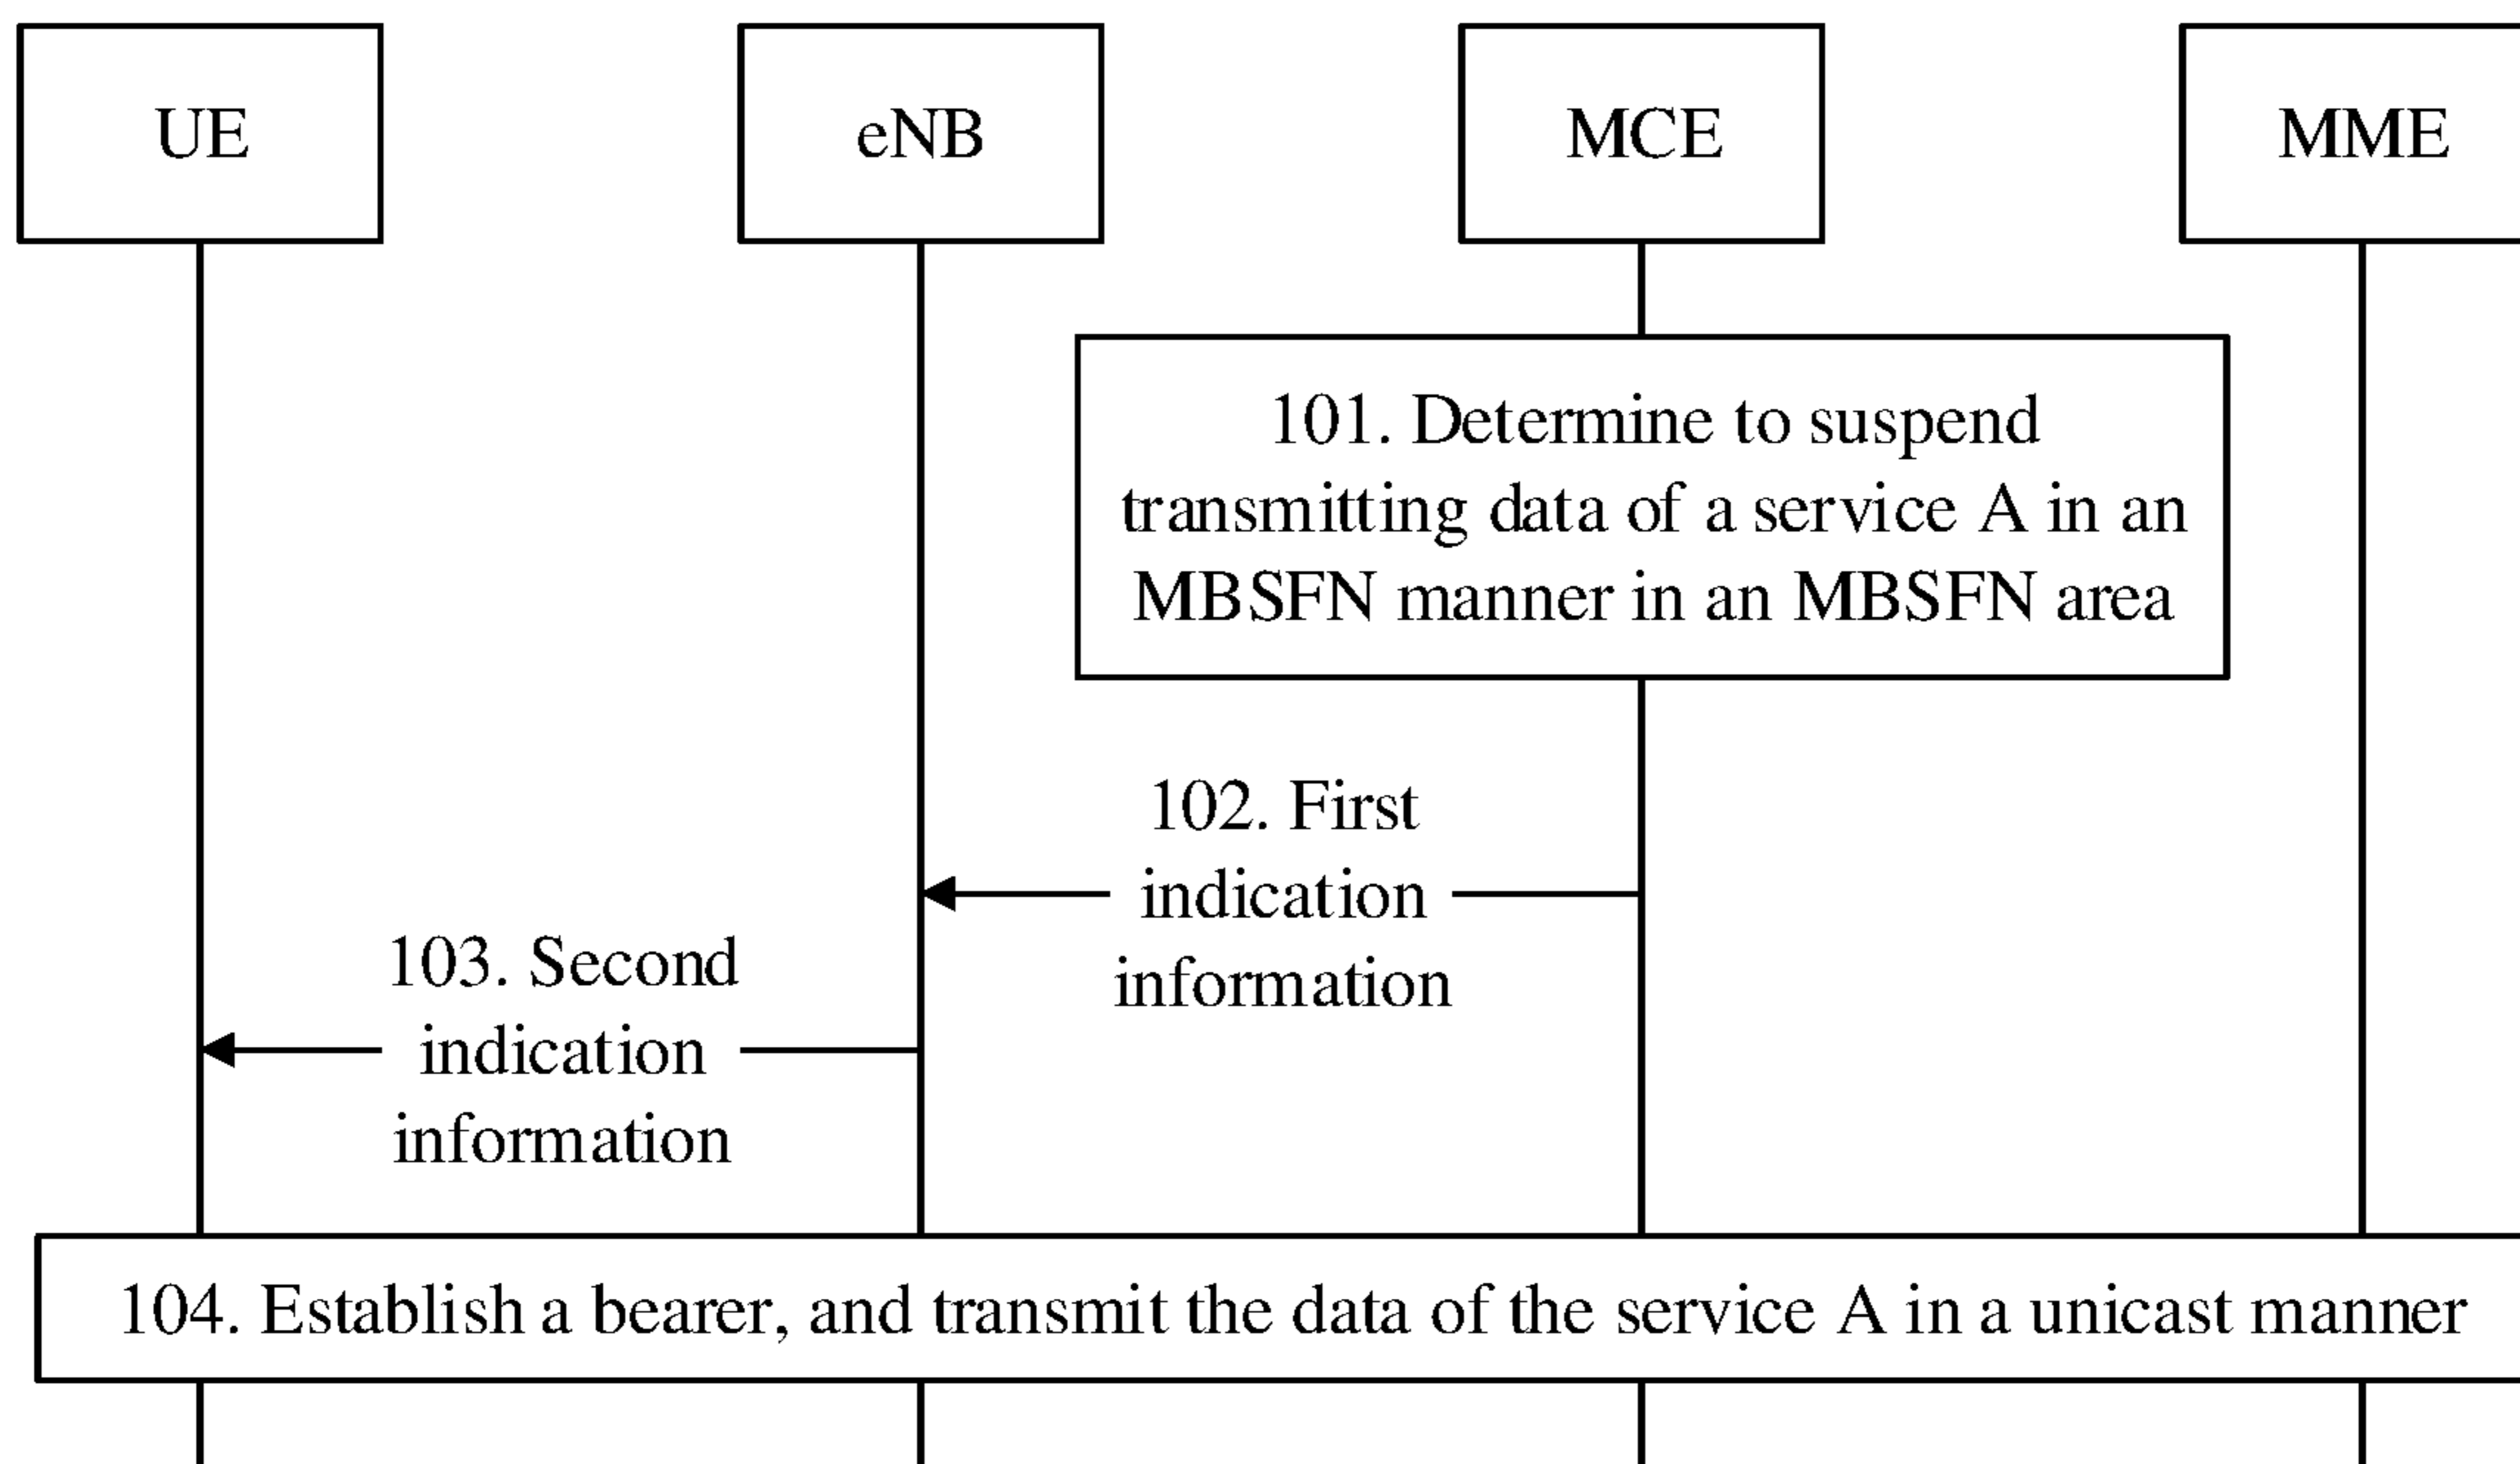 UE
eNB
MCE
MME
101. Determine to suspend
transmitting data of a service A in an
MBSFN manner in an MBSFN area
102. First
indication
information
103. Second
indication
information
104. Establish a bearer, and transmit the data of the service A in a unicast manner